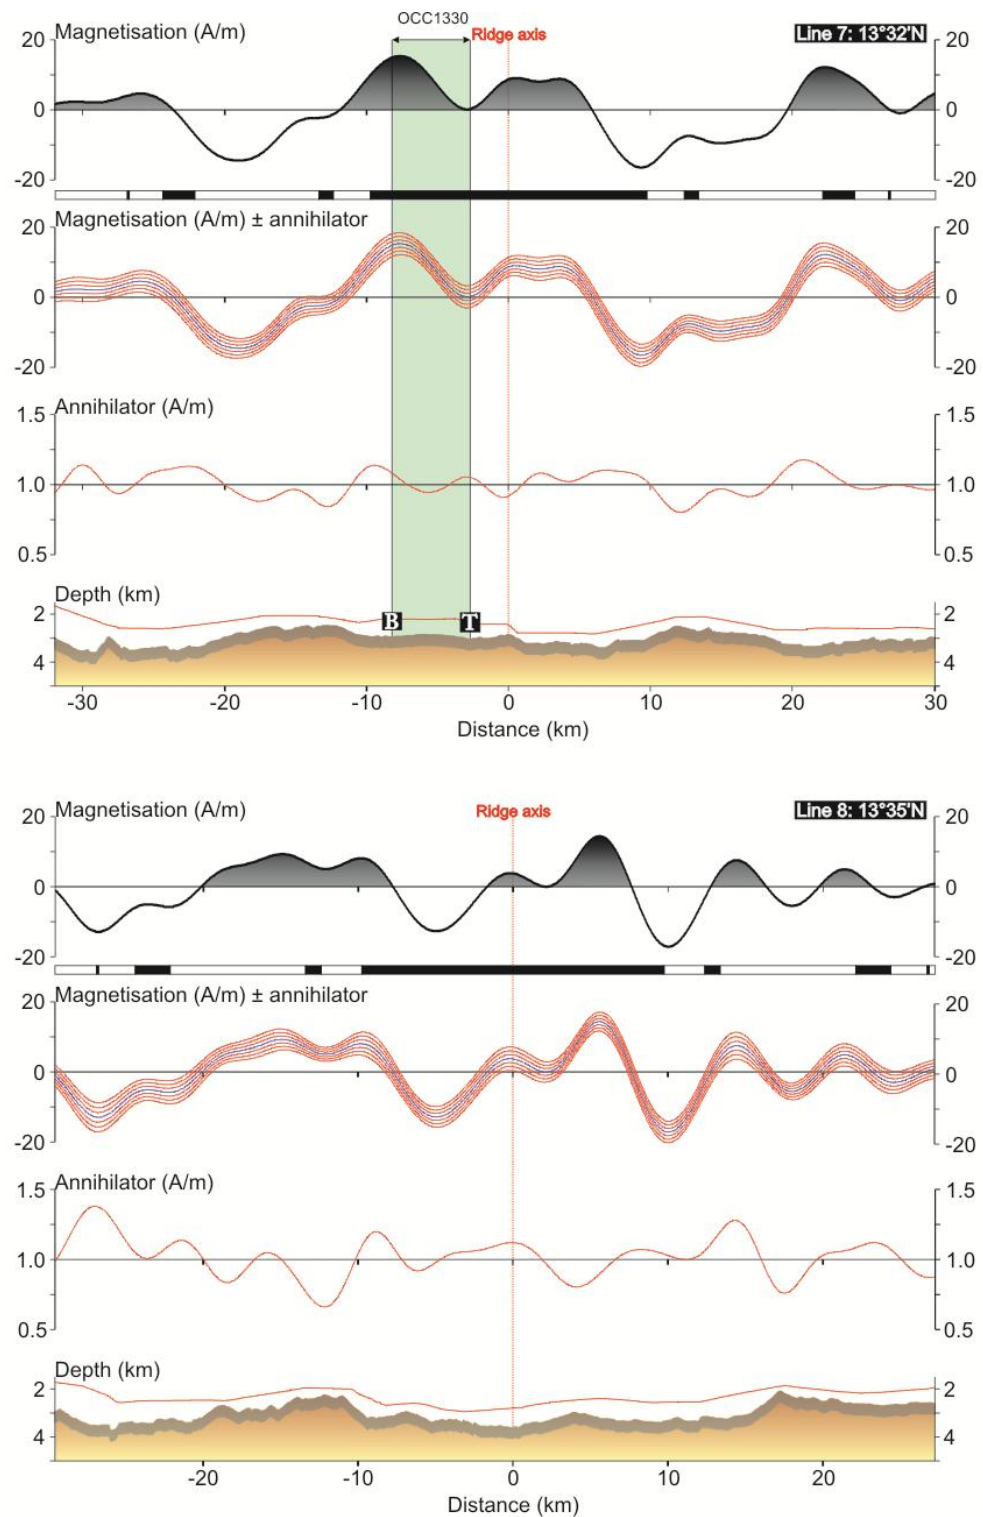 OCC1330
Magnetisation (A/m) Ridge axis Line 7: 13°32'N
20 20
0 0
-20 -20
Magnetisation (A/m) ± annihilator
20 20
0 0
-20 -20
Annihilator (A/m)
1.5 1.5
1.0 1.0
0.5 0.5
Depth (km)
2 B T 2
4 4
-30 -20 -10 0 10 20 30
Distance (km)
Magnetisation (A/m) Ridge axis Line 8: 13°35'N
20 20
0 0
-20 -20
Magnetisation (A/m) ± annihilator
20 20
0 0
-20 -20
Annihilator (A/m)
1.5 1.5
1.0 1.0
0.5 0.5
Depth (km)
2 2
4 4
-20 -10 0 10 20
Distance (km)